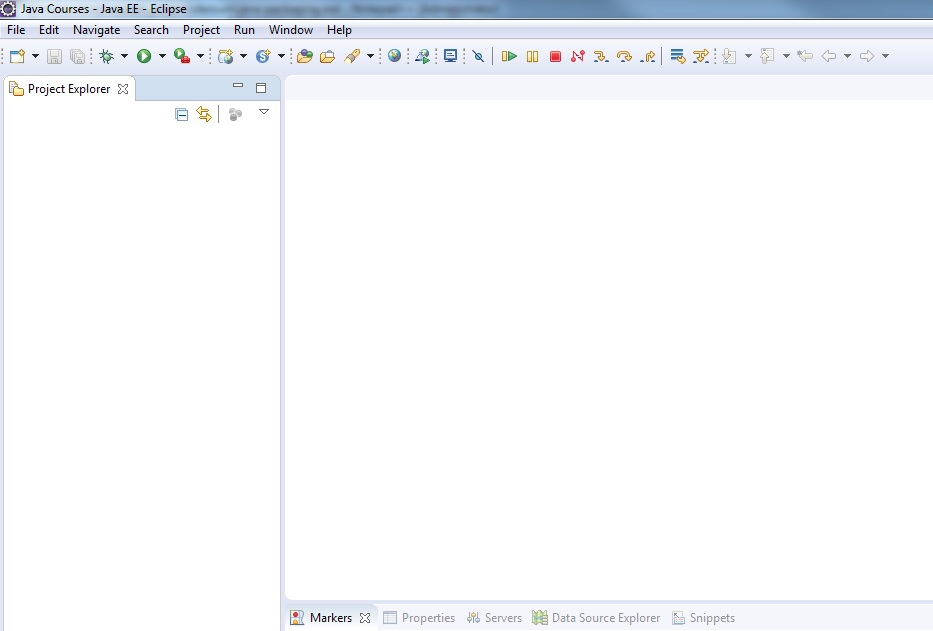 Java Courses - Java EE - Eclipse
File Edit Navigate Search Project Run Window Help
Project Explorer
Markers Properties Servers Data Source Explorer Snippets